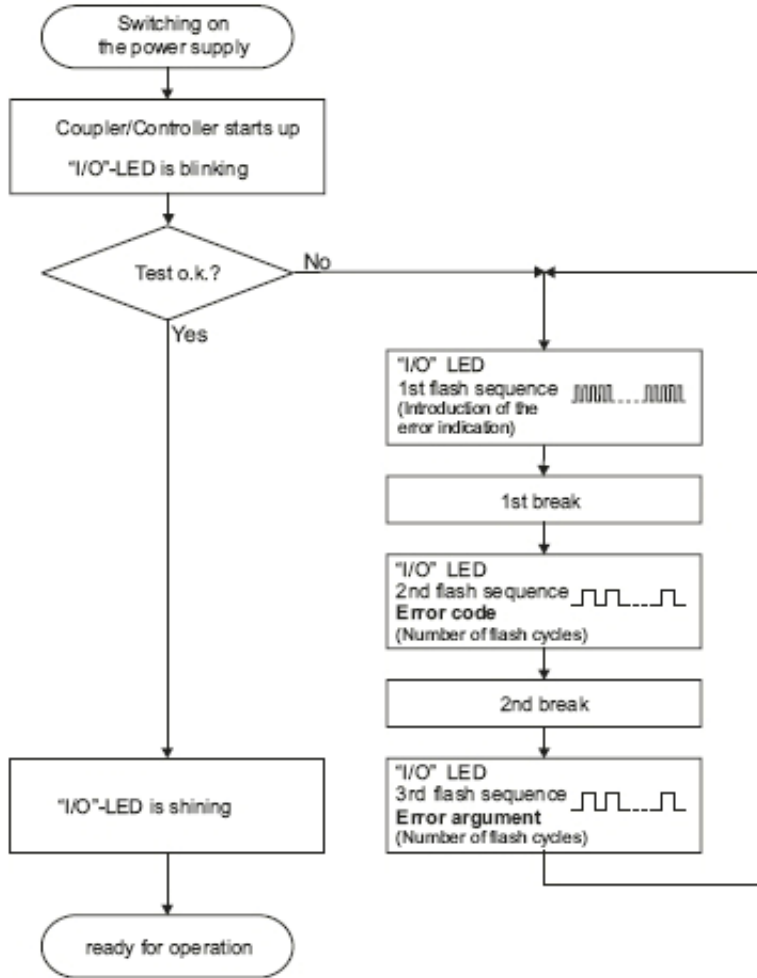 Switching on
the power supply
Coupler/Controller starts up
"I/O"-LED is blinking
Test o.k.?
No
Yes
"I/O" LED
1st flash sequence
(Introduction of the
error indication)
1st break
"I/O" LED
2nd flash sequence
Error code
(Number of flash cycles)
2nd break
"I/O" LED
3rd flash sequence
Error argument
(Number of flash cycles)
"I/O"-LED is shining
ready for operation